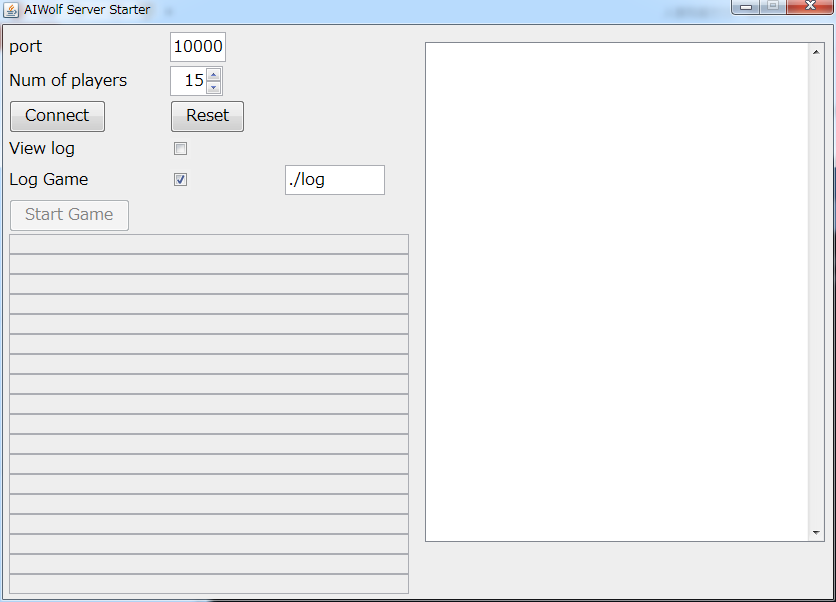 AIWolf Server Starter
port 10000
Num of players 15
Connect Reset
View log
Log Game ./log
Start Game